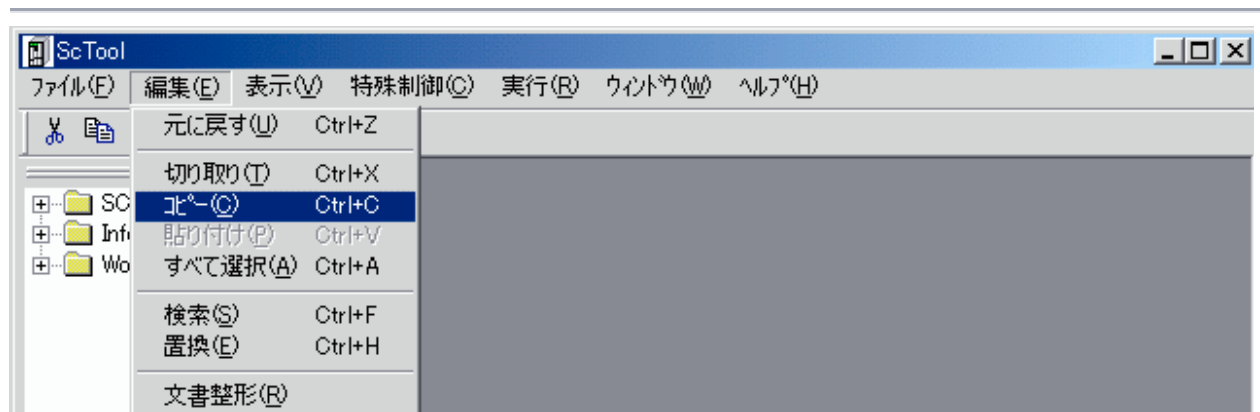 ScTool
ファイル(F) 編集(E) 表示(V) 特殊制御(C) 実行(R) ウィンドウ(W) ヘルプ(H)
元に戻す(U) Ctrl+Z
切り取り(T) Ctrl+X
SC コピー(C) Ctrl+C
Inf 貼り付け(P) Ctrl+V
Wo すべて選択(A) Ctrl+A
検索(S) Ctrl+F
置換(E) Ctrl+H
文書整形(R)